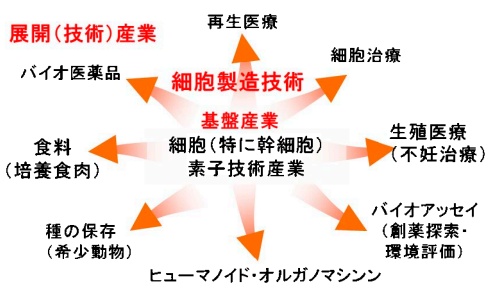 展開(技術)産業
再生医療
細胞治療
バイオ医薬品
細胞製造技術
基盤産業
細胞(特に幹細胞)
素子技術産業
食料
(培養食肉)
生殖医療
(不妊治療)
種の保存
(希少動物)
バイオアッセイ
(創薬探索・
環境評価)
ヒューマノイド・オルガノマシンン